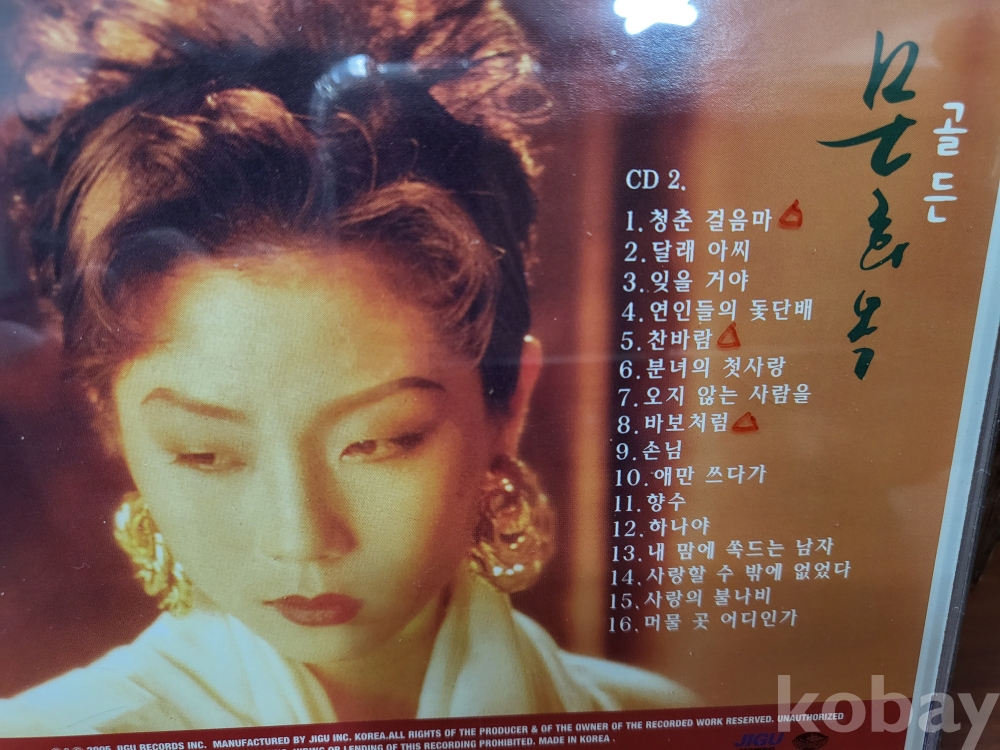 골든
문희옥
CD 2.
1. 청춘 걸음마
2. 달래 아씨
3. 잊을 거야
4. 연인들의 돛단배
5. 찬바람
6. 분녀의 첫사랑
7. 오지 않는 사람을
8. 바보처럼
9. 손님
10. 애만 쓰다가
11. 향수
12. 하나야
13. 내 맘에 쏙드는 남자
14. 사랑할 수 밖에 없었다
15. 사랑의 불나비
16. 머물 곳 어디인가
2005 JIGU RECORDS INC. MANUFACTURED BY JIGU INC. KOREA.ALL RIGHTS OF THE PRODUCER & OF THE OWNER OF THE RECORDED WORK RESERVED. UNAUTHORIZED
OR LENDING OF THIS RECORDING PROHIBITED. MADE IN KOREA.
JIGU
kobay